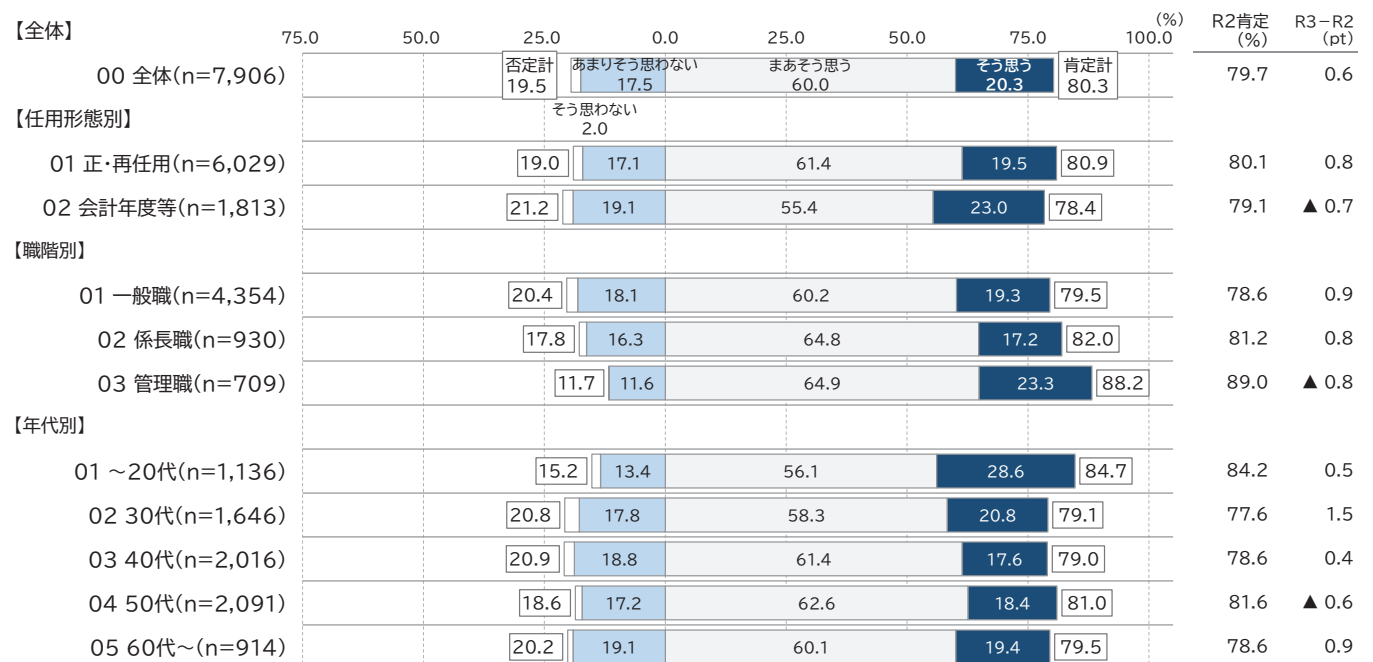 【全体】 75.0 50.0 25.0 0.0 25.0 50.0 75.0 100.0 (%) R2肯定(%) R3−R2(pt)
00 全体(n=7,906) 否定計 19.5 あまりそう思わない 17.5 まあそう思う 60.0 そう思う 20.3 肯定計 80.3 79.7 0.6
そう思わない
2.0
【任用形態別】
01 正・再任用(n=6,029) 19.0 17.1 61.4 19.5 80.9 80.1 0.8
02 会計年度等(n=1,813) 21.2 19.1 55.4 23.0 78.4 79.1 ▲ 0.7
【職階別】
01 一般職(n=4,354) 20.4 18.1 60.2 19.3 79.5 78.6 0.9
02 係長職(n=930) 17.8 16.3 64.8 17.2 82.0 81.2 0.8
03 管理職(n=709) 11.7 11.6 64.9 23.3 88.2 89.0 ▲ 0.8
【年代別】
01 ～20代(n=1,136) 15.2 13.4 56.1 28.6 84.7 84.2 0.5
02 30代(n=1,646) 20.8 17.8 58.3 20.8 79.1 77.6 1.5
03 40代(n=2,016) 20.9 18.8 61.4 17.6 79.0 78.6 0.4
04 50代(n=2,091) 18.6 17.2 62.6 18.4 81.0 81.6 ▲ 0.6
05 60代～(n=914) 20.2 19.1 60.1 19.4 79.5 78.6 0.9